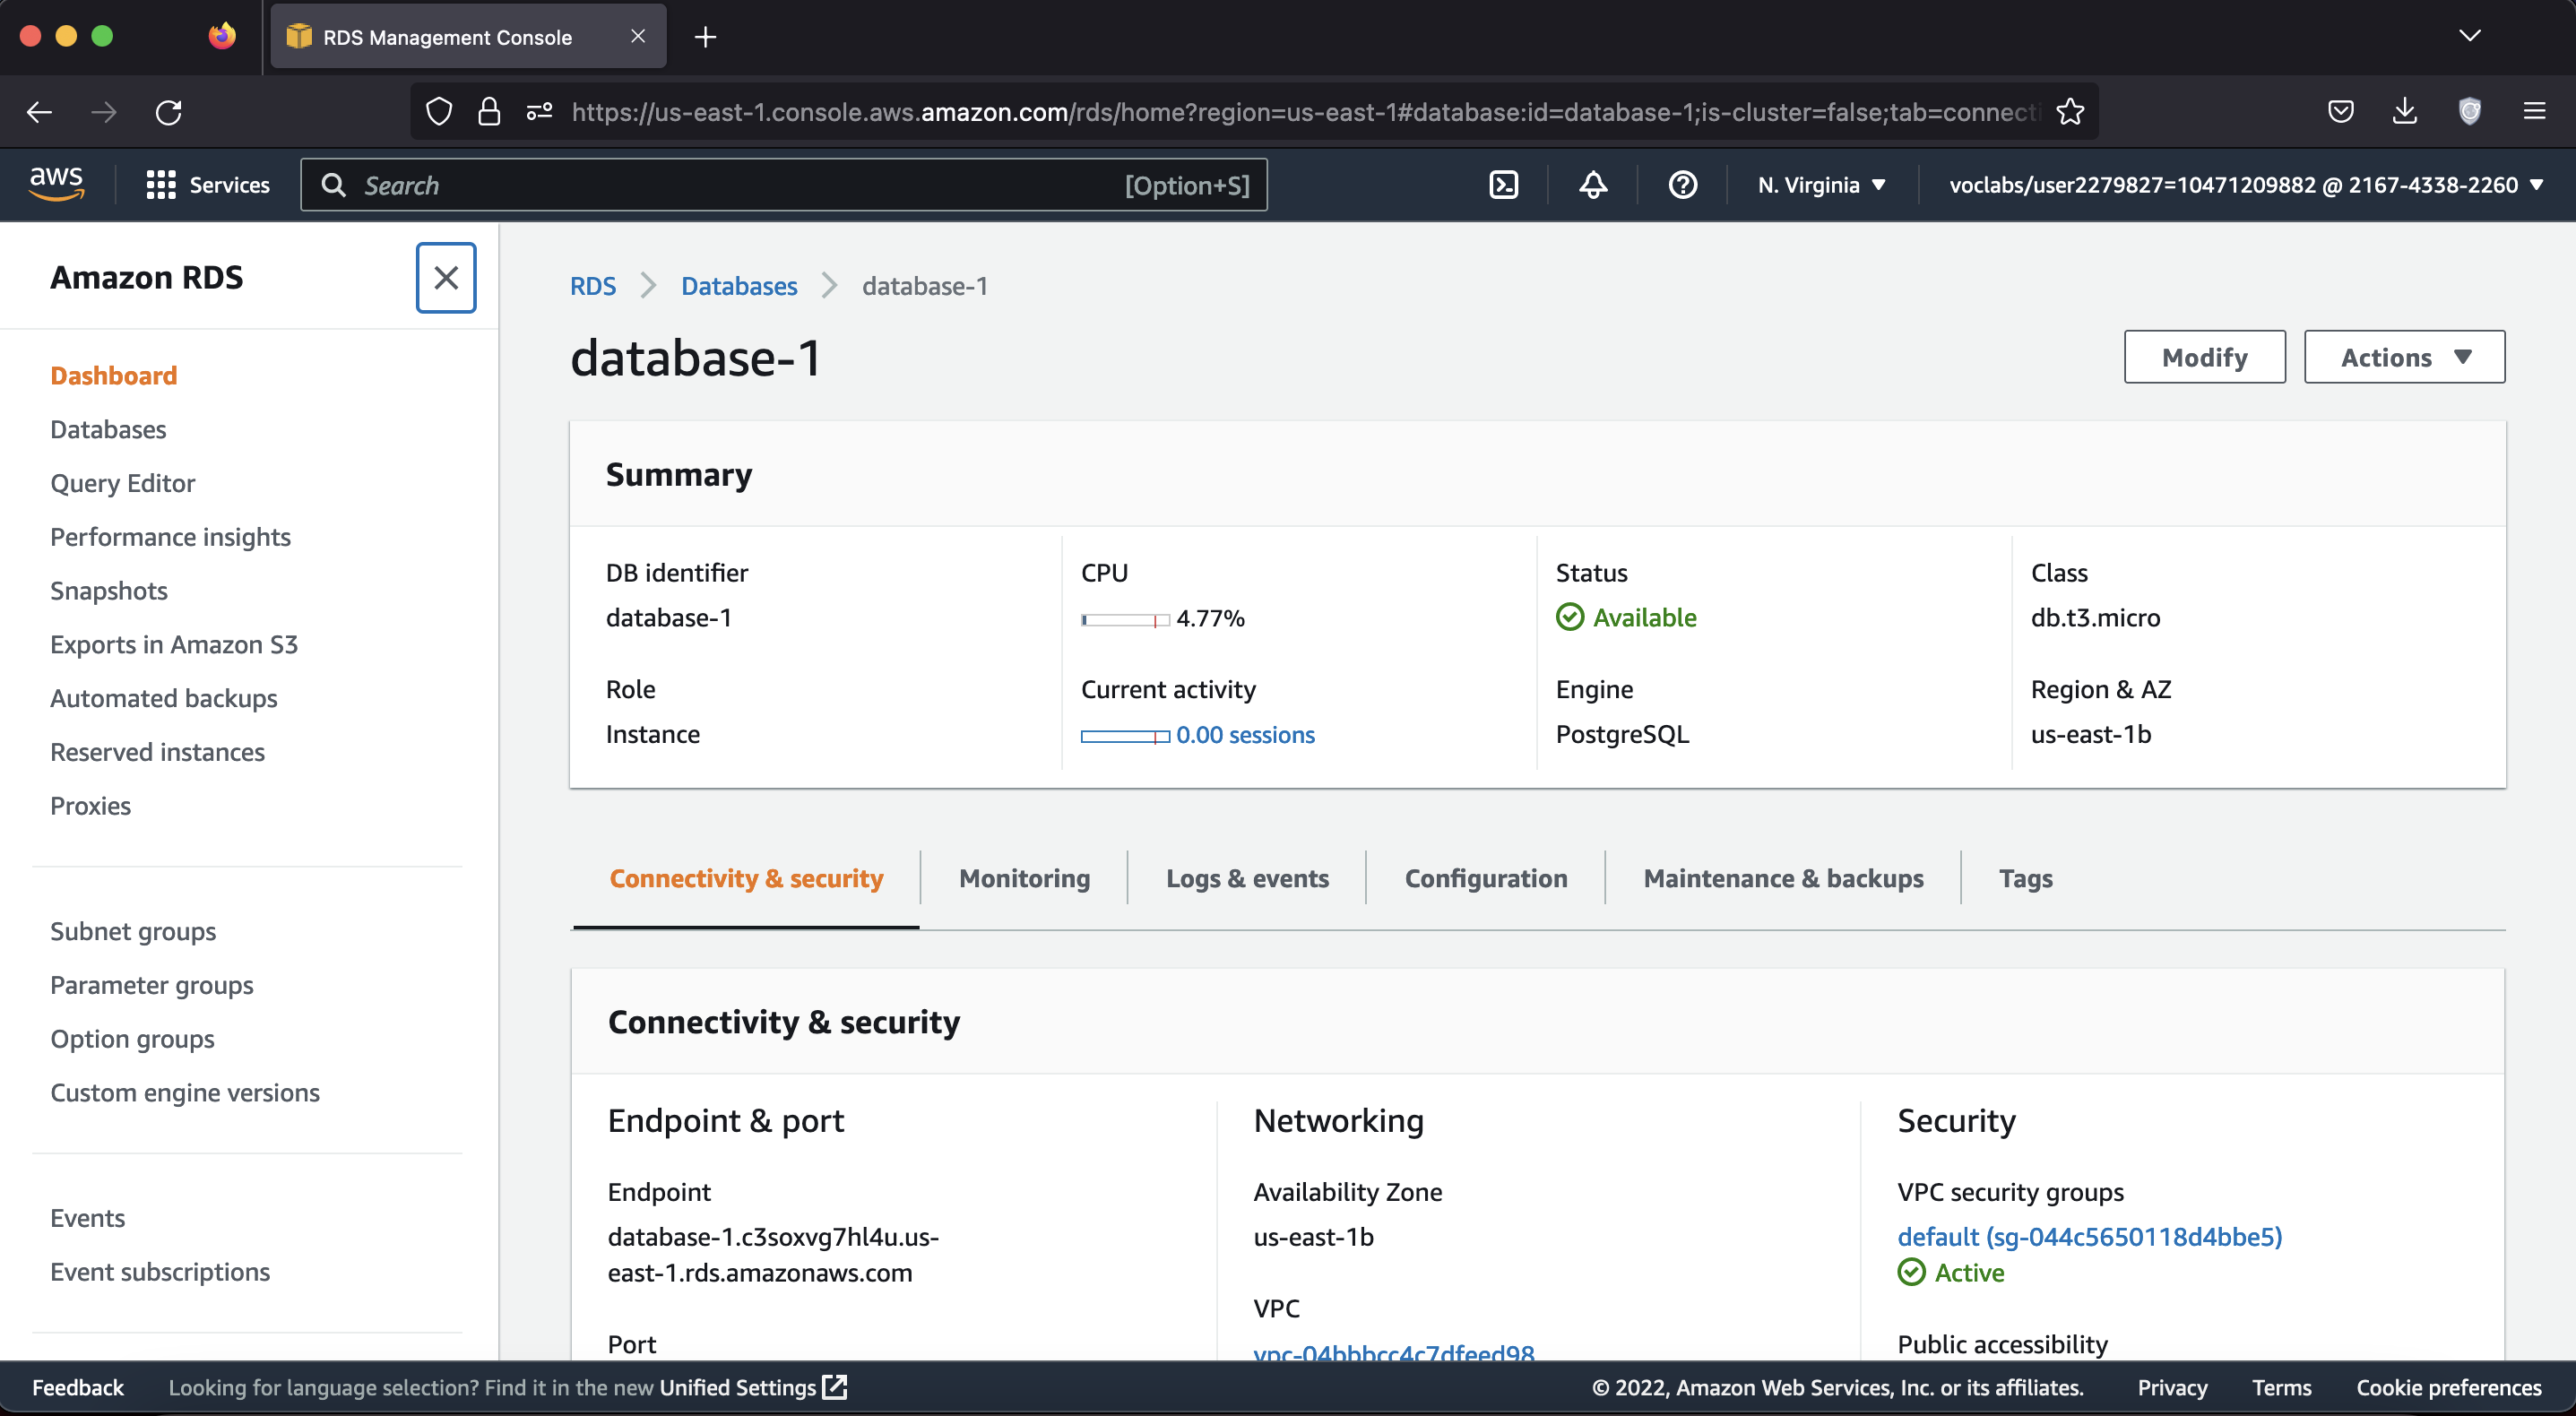 RDS Management Console
https://us-east-1.console.aws.amazon.com/rds/home?region=us-east-1#database:id=database-1;is-cluster=false;tab=connecti
aws
Services
Search
[Option+S]
N. Virginia
voclabs/user2279827=10471209882 @ 2167-4338-2260
Amazon RDS
Dashboard
Databases
Query Editor
Performance insights
Snapshots
Exports in Amazon S3
Automated backups
Reserved instances
Proxies
Subnet groups
Parameter groups
Option groups
Custom engine versions
Events
Event subscriptions
RDS
Databases
database-1
database-1
Modify
Actions
Summary
DB identifier
database-1
CPU
4.77%
Status
Available
Class
db.t3.micro
Role
Instance
Current activity
0.00 sessions
Engine
PostgreSQL
Region & AZ
us-east-1b
Connectivity & security
Monitoring
Logs & events
Configuration
Maintenance & backups
Tags
Connectivity & security
Endpoint & port
Endpoint
database-1.c3soxvg7hl4u.us-
east-1.rds.amazonaws.com
Port
Networking
Availability Zone
us-east-1b
VPC
vpc-04bbbcc4c7dfeed98
Security
VPC security groups
default (sg-044c5650118d4bbe5)
Active
Public accessibility
Feedback
Looking for language selection? Find it in the new Unified Settings
© 2022, Amazon Web Services, Inc. or its affiliates.
Privacy
Terms
Cookie preferences